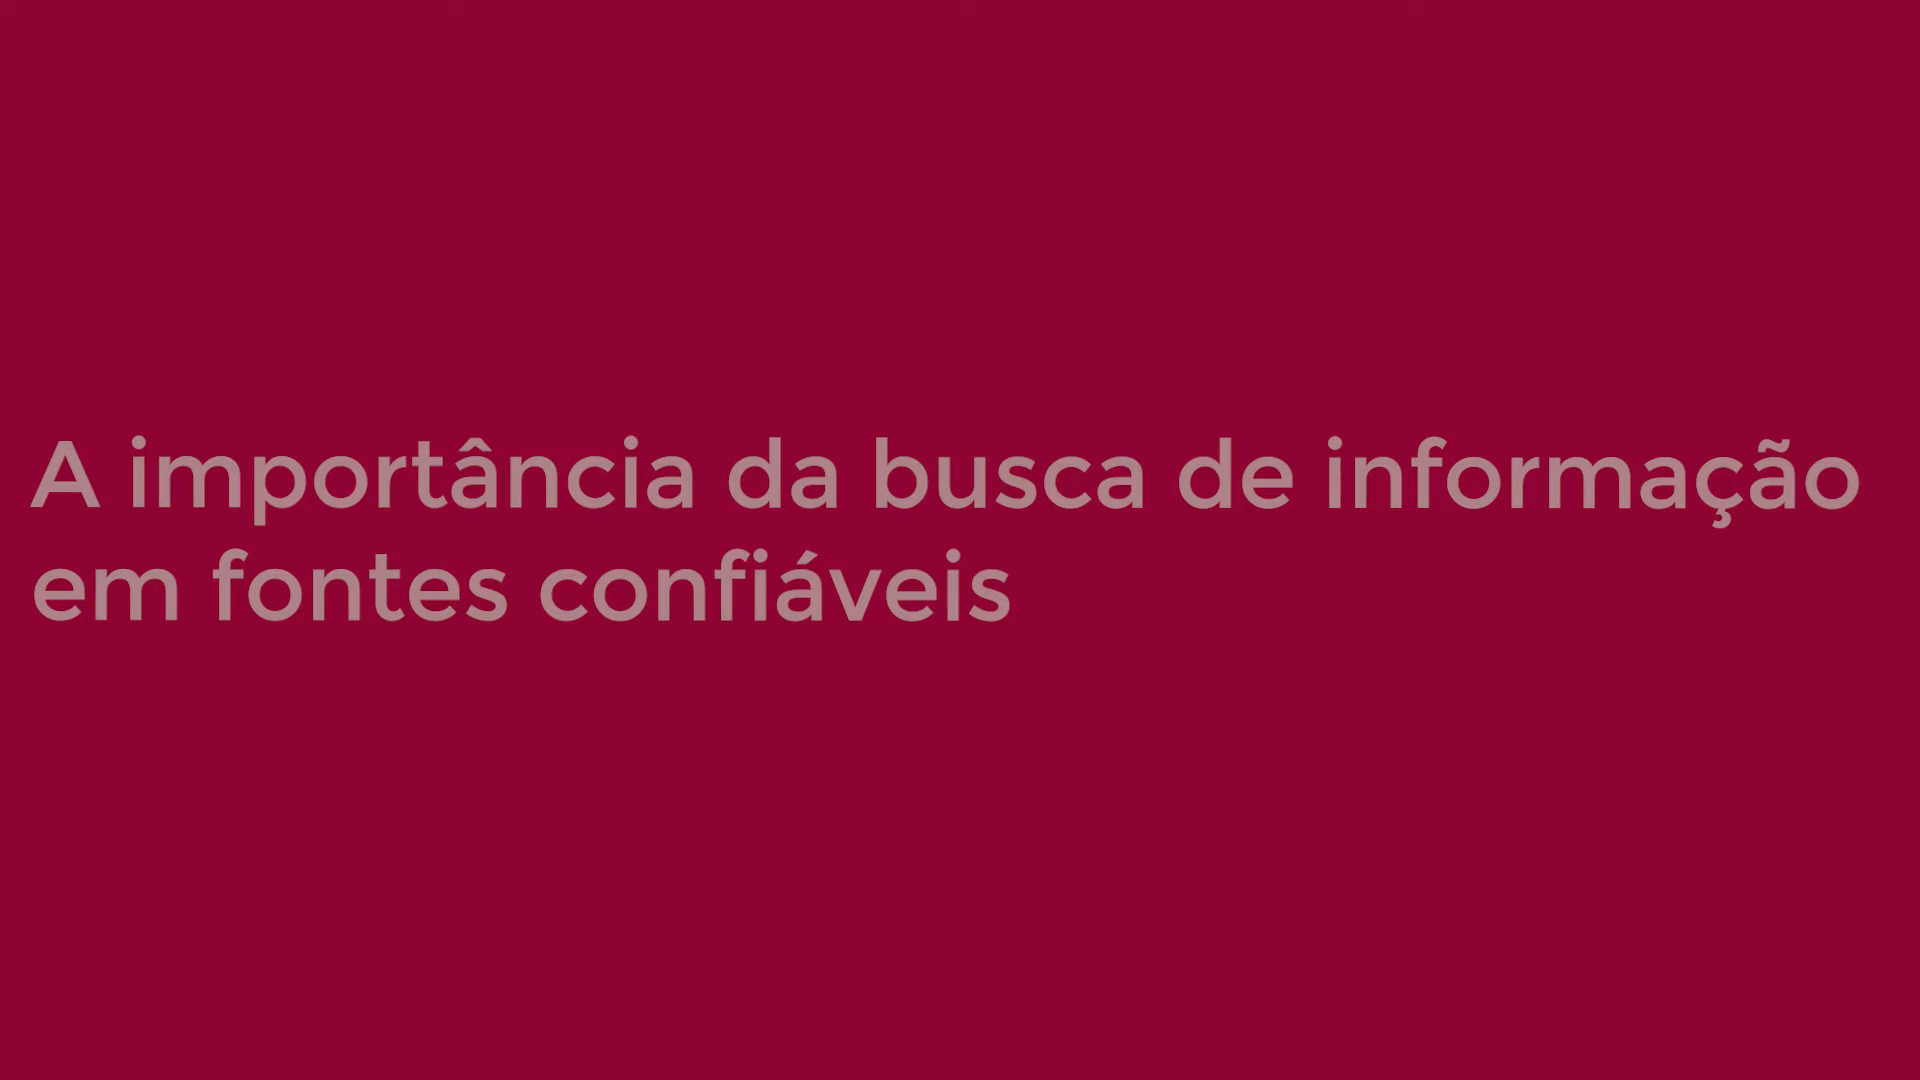 A importância da busca de informação
em fontes confiáveis